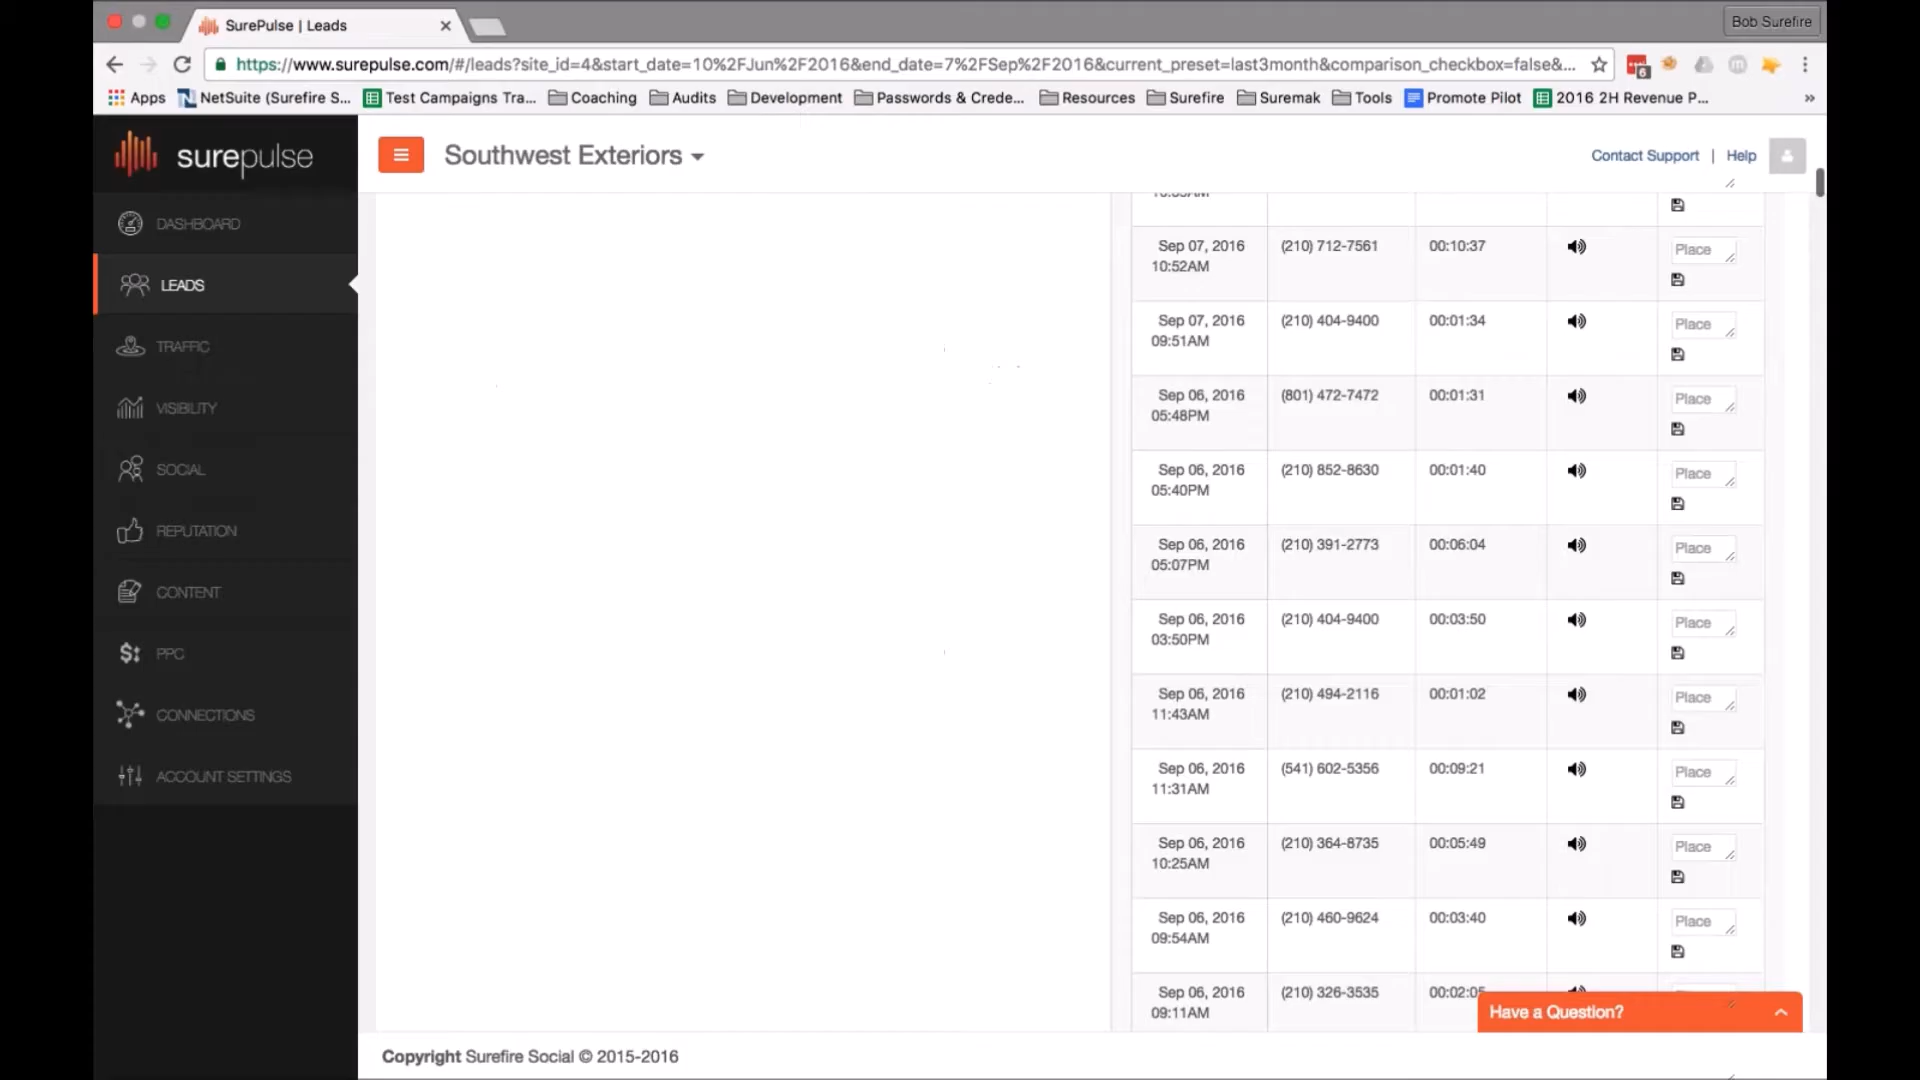 SurePulse | Leads
Bob Surefire
https://www.surepulse.com/#/leads?site_id=4&start_date=10%2FJun%2F2016&end_date=7%2FSep%2F2016&current_preset=last3month&comparison_checkbox=false&...
6
Apps NetSuite (Surefire S... Test Campaigns Tra... Coaching Audits Development Passwords & Crede... Resources Surefire Suremak Tools Promote Pilot 2016 2H Revenue P... »
surepulse
Southwest Exteriors
Contact Support | Help
DASHBOARD
LEADS
TRAFFIC
VISIBILITY
SOCIAL
REPUTATION
CONTENT
PPC
CONNECTIONS
ACCOUNT SETTINGS
Sep 07, 2016 (210) 712-7561 00:10:37 Place
10:52AM
Sep 07, 2016 (210) 404-9400 00:01:34 Place
09:51AM
Sep 06, 2016 (801) 472-7472 00:01:31 Place
05:48PM
Sep 06, 2016 (210) 852-8630 00:01:40 Place
05:40PM
Sep 06, 2016 (210) 391-2773 00:06:04 Place
05:07PM
Sep 06, 2016 (210) 404-9400 00:03:50 Place
03:50PM
Sep 06, 2016 (210) 494-2116 00:01:02 Place
11:43AM
Sep 06, 2016 (541) 602-5356 00:09:21 Place
11:31AM
Sep 06, 2016 (210) 364-8735 00:05:49 Place
10:25AM
Sep 06, 2016 (210) 460-9624 00:03:40 Place
09:54AM
Sep 06, 2016 (210) 326-3535 00:02:05
09:11AM
Have a Question?
Copyright Surefire Social © 2015-2016